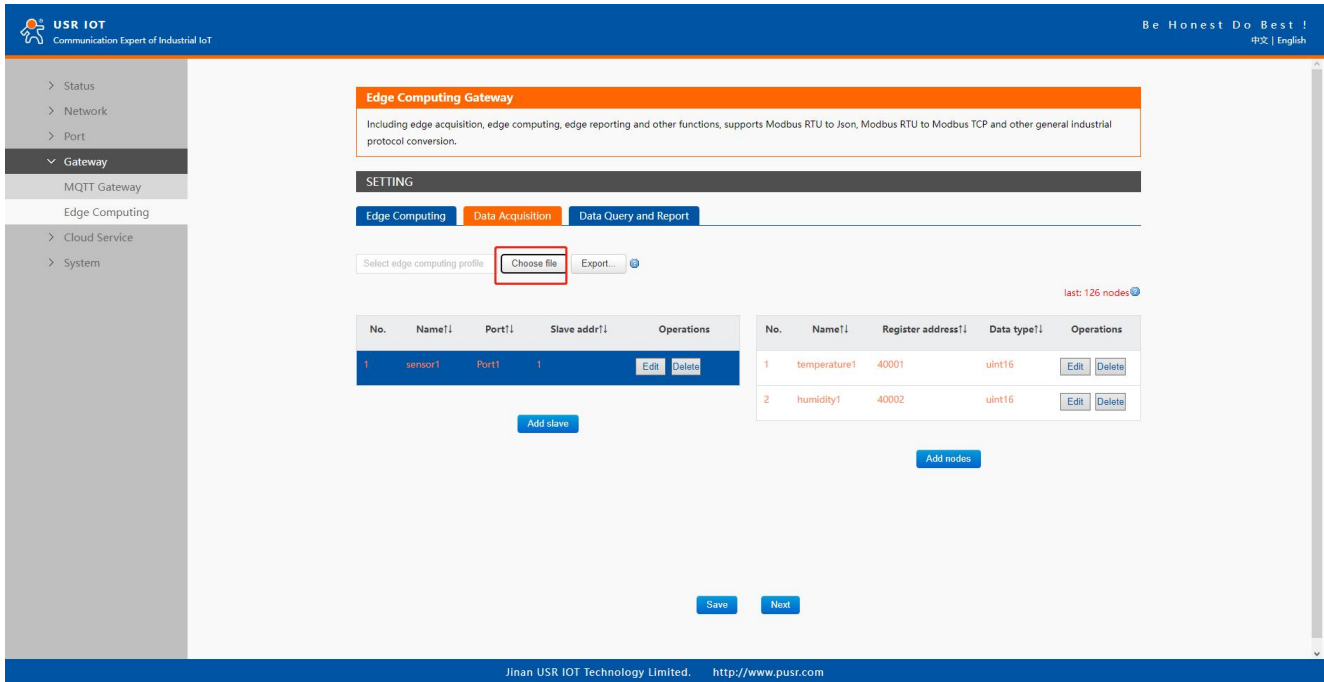 USR IOT
Communication Expert of Industrial IoT
Be Honest Do Best !
中文 | English
Status
Network
Port
Gateway
MQTT Gateway
Edge Computing
Cloud Service
System
Edge Computing Gateway
Including edge acquisition, edge computing, edge reporting and other functions, supports Modbus RTU to Json, Modbus RTU to Modbus TCP and other general industrial
protocol conversion.
SETTING
Edge Computing Data Acquisition Data Query and Report
Select edge computing profile Choose file Export...
last: 126 nodes
No. Name↑↓ Port↑↓ Slave addr↑↓ Operations
1 sensor1 Port1 1 Edit Delete
Add slave
No. Name↑↓ Register address↑↓ Data type↑↓ Operations
1 temperature1 40001 uint16 Edit Delete
2 humidity1 40002 uint16 Edit Delete
Add nodes
Save Next
Jinan USR IOT Technology Limited. http://www.pusr.com